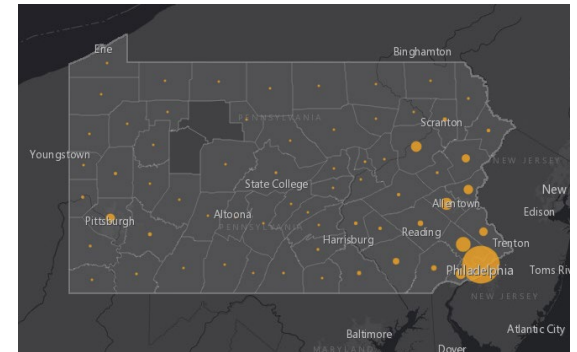 Erie
Binghamton
PENNSYLVANIA
Scranton
Youngstown
NEW JERSEY
State College
New
Allentown
Edison
Pittsburgh
Altoona
PENNSYLVANIA
Reading
Harrisburg
Trenton
Philadelphia
Toms Riv
NEW JERSEY
Baltimore
Atlantic City
MARYLAND
Dover